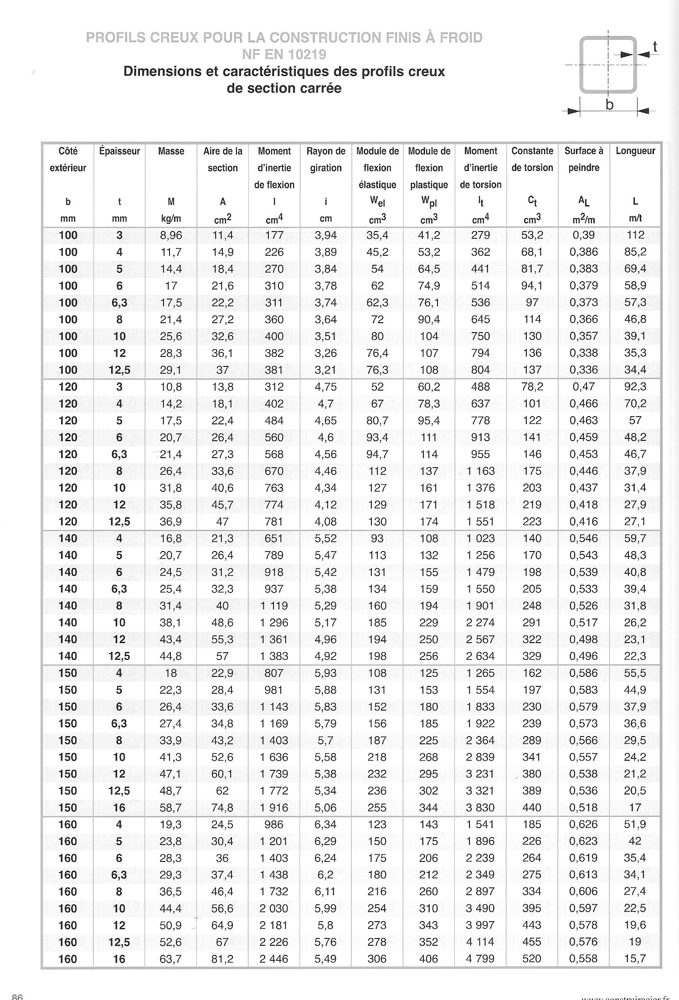 PROFILS CREUX POUR LA CONSTRUCTION FINIS À FROID
NF EN 10219
Dimensions et caractéristiques des profils creux
de section carrée
t
b
Côté Épaisseur Masse Aire de la Moment Rayon de Module de Module de Moment Constante Surface à Longueur
extérieur section d'inertie giration flexion flexion d'inertie de torsion peindre
de flexion élastique plastique de torsion
b t M A I i Wel Wpl It Ct AL L
mm mm kg/m cm2 cm4 cm cm3 cm3 cm4 cm3 m2/m m/t
100 3 8,96 11,4 177 3,94 35,4 41,2 279 53,2 0,39 112
100 4 11,7 14,9 226 3,89 45,2 53,2 362 68,1 0,386 85,2
100 5 14,4 18,4 270 3,84 54 64,5 441 81,7 0,383 69,4
100 6 17 21,6 310 3,78 62 74,9 514 94,1 0,379 58,9
100 6,3 17,5 22,2 311 3,74 62,3 76,1 536 97 0,373 57,3
100 8 21,4 27,2 360 3,64 72 90,4 645 114 0,366 46,8
100 10 25,6 32,6 400 3,51 80 104 750 130 0,357 39,1
100 12 28,3 36,1 382 3,26 76,4 107 794 136 0,338 35,3
100 12,5 29,1 37 381 3,21 76,3 108 804 137 0,336 34,4
120 3 10,8 13,8 312 4,75 52 60,2 488 78,2 0,47 92,3
120 4 14,2 18,1 402 4,7 67 78,3 637 101 0,466 70,2
120 5 17,5 22,4 484 4,65 80,7 95,4 778 122 0,463 57
120 6 20,7 26,4 560 4,6 93,4 111 913 141 0,459 48,2
120 6,3 21,4 27,3 568 4,56 94,7 114 955 146 0,453 46,7
120 8 26,4 33,6 670 4,46 112 137 1 163 175 0,446 37,9
120 10 31,8 40,6 763 4,34 127 161 1 376 203 0,437 31,4
120 12 35,8 45,7 774 4,12 129 171 1 518 219 0,418 27,9
120 12,5 36,9 47 781 4,08 130 174 1 551 223 0,416 27,1
140 4 16,8 21,3 651 5,52 93 108 1 023 140 0,546 59,7
140 5 20,7 26,4 789 5,47 113 132 1 256 170 0,543 48,3
140 6 24,5 31,2 918 5,42 131 155 1 479 198 0,539 40,8
140 6,3 25,4 32,3 937 5,38 134 159 1 550 205 0,533 39,4
140 8 31,4 40 1 119 5,29 160 194 1 901 248 0,526 31,8
140 10 38,1 48,6 1 296 5,17 185 229 2 274 291 0,517 26,2
140 12 43,4 55,3 1 361 4,96 194 250 2 567 322 0,498 23,1
140 12,5 44,8 57 1 383 4,92 198 256 2 634 329 0,496 22,3
150 4 18 22,9 807 5,93 108 125 1 265 162 0,586 55,5
150 5 22,3 28,4 981 5,88 131 153 1 554 197 0,583 44,9
150 6 26,4 33,6 1 143 5,83 152 180 1 833 230 0,579 37,9
150 6,3 27,4 34,8 1 169 5,79 156 185 1 922 239 0,573 36,6
150 8 33,9 43,2 1 403 5,7 187 225 2 364 289 0,566 29,5
150 10 41,3 52,6 1 636 5,58 218 268 2 839 341 0,557 24,2
150 12 47,1 60,1 1 739 5,38 232 295 3 231 380 0,538 21,2
150 12,5 48,7 62 1 772 5,34 236 302 3 321 389 0,536 20,5
150 16 58,7 74,8 1 916 5,06 255 344 3 830 440 0,518 17
160 4 19,3 24,5 986 6,34 123 143 1 541 185 0,626 51,9
160 5 23,8 30,4 1 201 6,29 150 175 1 896 226 0,623 42
160 6 28,3 36 1 403 6,24 175 206 2 239 264 0,619 35,4
160 6,3 29,3 37,4 1 438 6,2 180 212 2 349 275 0,613 34,1
160 8 36,5 46,4 1 732 6,11 216 260 2 897 334 0,606 27,4
160 10 44,4 56,6 2 030 5,99 254 310 3 490 395 0,597 22,5
160 12 50,9 64,9 2 181 5,8 273 343 3 997 443 0,578 19,6
160 12,5 52,6 67 2 226 5,76 278 352 4 114 455 0,576 19
160 16 63,7 81,2 2 446 5,49 306 406 4 799 520 0,558 15,7
86
www.construiracier.fr